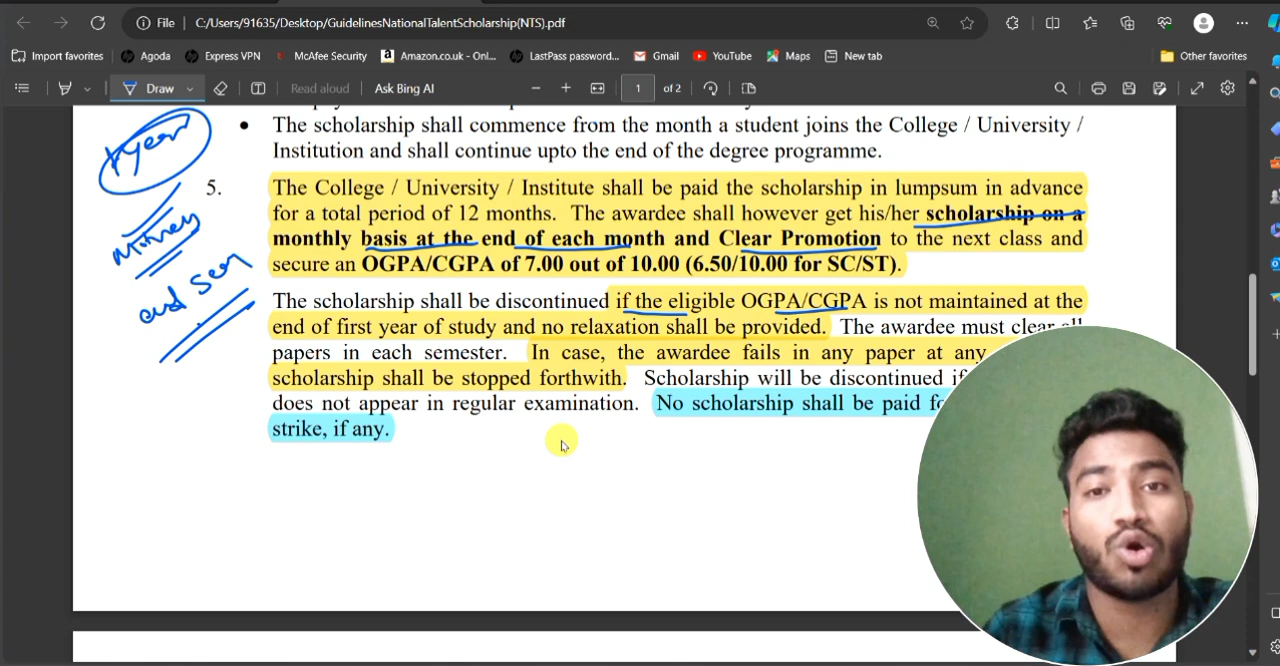 File C:/Users/91635/Desktop/GuidelinesNationalTalentScholarship(NTS).pdf
Import favorites Agoda Express VPN McAfee Security Amazon.co.uk - Onl... LastPass password... Gmail YouTube Maps New tab Other favorites
Draw Read aloud Ask Bing AI 1 of 2
• The scholarship shall commence from the month a student joins the College / University /
Institution and shall continue upto the end of the degree programme.
5. The College / University / Institute shall be paid the scholarship in lumpsum in advance
for a total period of 12 months. The awardee shall however get his/her scholarship on a
monthly basis at the end of each month and Clear Promotion to the next class and
secure an OGPA/CGPA of 7.00 out of 10.00 (6.50/10.00 for SC/ST).
The scholarship shall be discontinued if the eligible OGPA/CGPA is not maintained at the
end of first year of study and no relaxation shall be provided. The awardee must clear all
papers in each semester. In case, the awardee fails in any paper at any
scholarship shall be stopped forthwith. Scholarship will be discontinued if
does not appear in regular examination. No scholarship shall be paid
strike, if any.
year
money
end sem